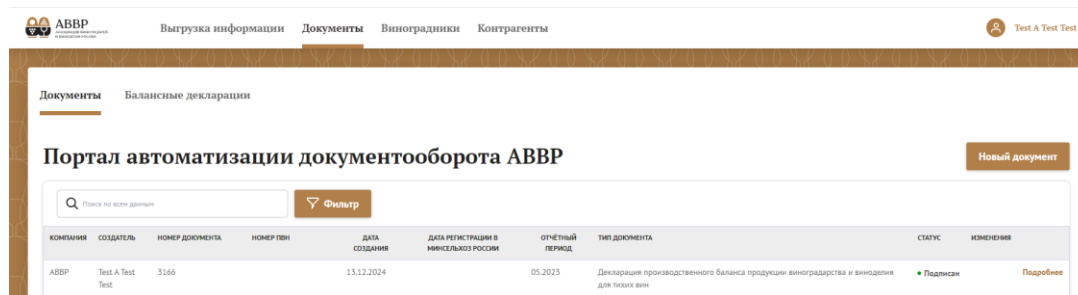 АВВР
Выгрузка информации Документы Виноградники Контрагенты
Test A Test Test
Документы Балансные декларации
Портал автоматизации документооборота АВВР
Новый документ
Поиск по всем данным
Фильтр
КОМПАНИЯ СОЗДАТЕЛЬ НОМЕР ДОКУМЕНТА НОМЕР ПВН ДАТА СОЗДАНИЯ ДАТА РЕГИСТРАЦИИ В МИНСЕЛЬХОЗ РОССИИ ОТЧЁТНЫЙ ПЕРИОД ТИП ДОКУМЕНТА СТАТУС ИЗМЕНЕНИЯ
АВВР Test A Test Test 3166 13.12.2024 05.2023 Декларация производственного баланса продукции виноградарства и виноделия для тихих вин Подписан Подробнее